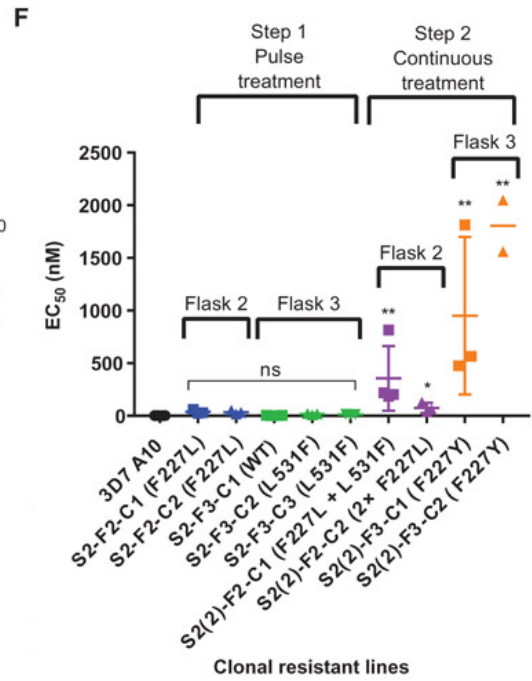 F
Step 1
Pulse
treatment
Step 2
Continuous
treatment
Flask 3
2500
2000
1500
1000
500
0
EC50 (nM)
0
**
**
Flask 2
Flask 2
Flask 3
**
ns
*
3D7 A10
S2-F2-C1 (F227L)
S2-F2-C2 (F227L)
S2-F3-C1 (WT)
S2-F3-C2 (L531F)
S2-F3-C3 (L531F)
S2(2)-F2-C1 (F227L + L531F)
S2(2)-F2-C2 (2× F227L)
S2(2)-F3-C1 ( F227Y)
S2(2)-F3-C2 ( F227Y)
Clonal resistant lines